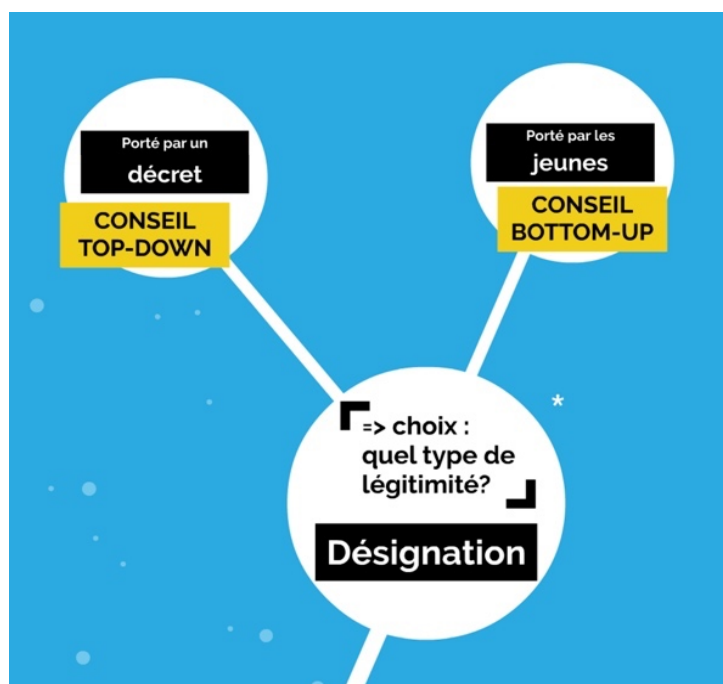 Porté par un
décret
CONSEIL
TOP-DOWN
Porté par les
jeunes
CONSEIL
BOTTOM-UP
*
=> choix :
quel type de
légitimité?
Désignation